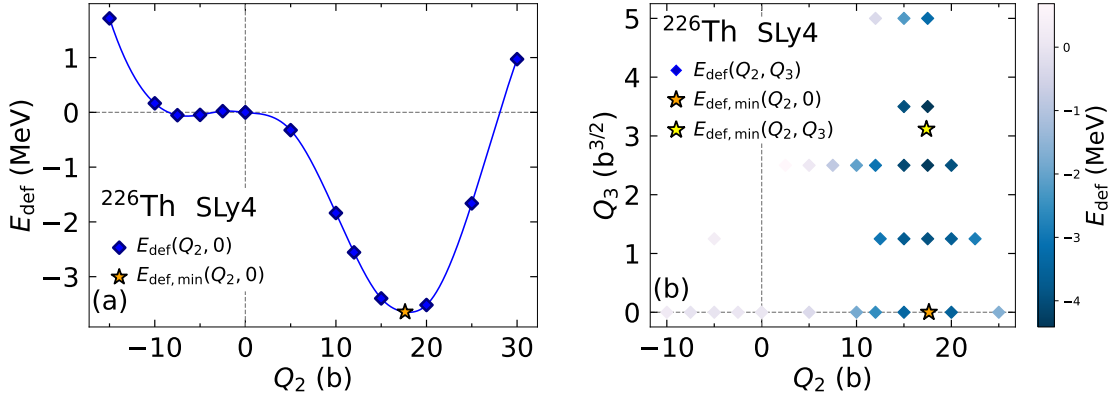 1
0
−1
−2
−3
E_def (MeV)
²²⁶Th SLy4
E_def(Q₂, 0)
E_def, min(Q₂, 0)
(a)
−10 0 10 20 30
Q₂ (b)
5
4
3
2
1
0
Q₃ (b^{3/2})
²²⁶Th SLy4
E_def(Q₂, Q₃)
E_def, min(Q₂, 0)
E_def, min(Q₂, Q₃)
(b)
−10 0 10 20
Q₂ (b)
0
−1
−2
−3
−4
E_def (MeV)